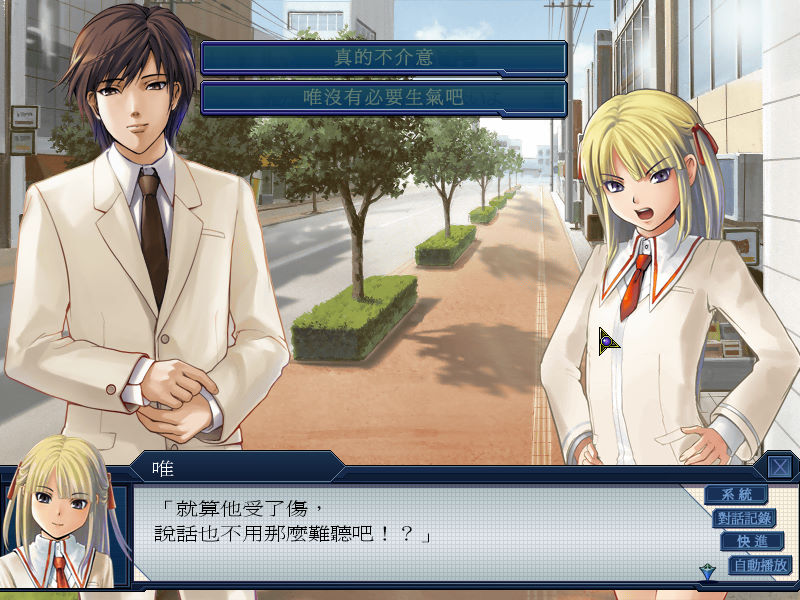 真的不介意
唯沒有必要生氣吧
唯
「就算他受了傷，
說話也不用那麼難聽吧！？」
系統
對話記錄
快進
自動播放